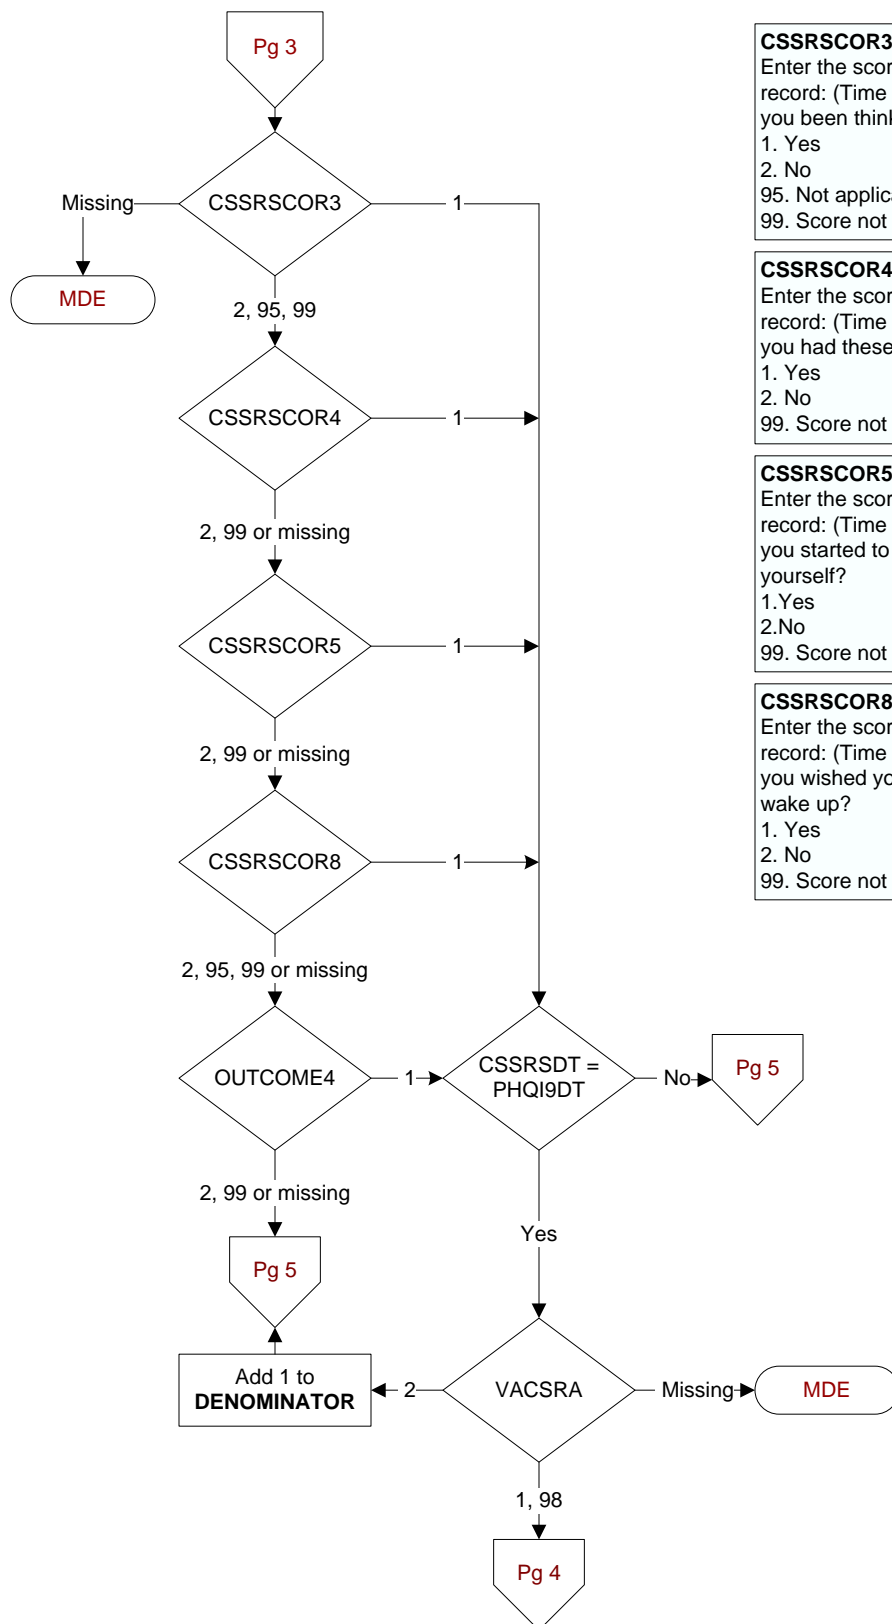 Pg 3
CSSRSCOR3
Missing
1
MDE
2, 95, 99
CSSRSCOR4
1
2, 99 or missing
CSSRSCOR5
1
2, 99 or missing
CSSRSCOR8
1
2, 95, 99 or missing
OUTCOME4
1
CSSRSDT =
PHQI9DT
No
Pg 5
2, 99 or missing
Yes
Pg 5
Add 1 to
DENOMINATOR
2
VACSRA
Missing
MDE
1, 98
Pg 4
CSSRSCOR3
Enter the scor
record: (Time
you been think
1. Yes
2. No
95. Not applica
99. Score not
CSSRSCOR4
Enter the scor
record: (Time
you had these
1. Yes
2. No
99. Score not
CSSRSCOR5
Enter the scor
record: (Time
you started to
yourself?
1.Yes
2.No
99. Score not
CSSRSCOR8
Enter the scor
record: (Time
you wished yo
wake up?
1. Yes
2. No
99. Score not